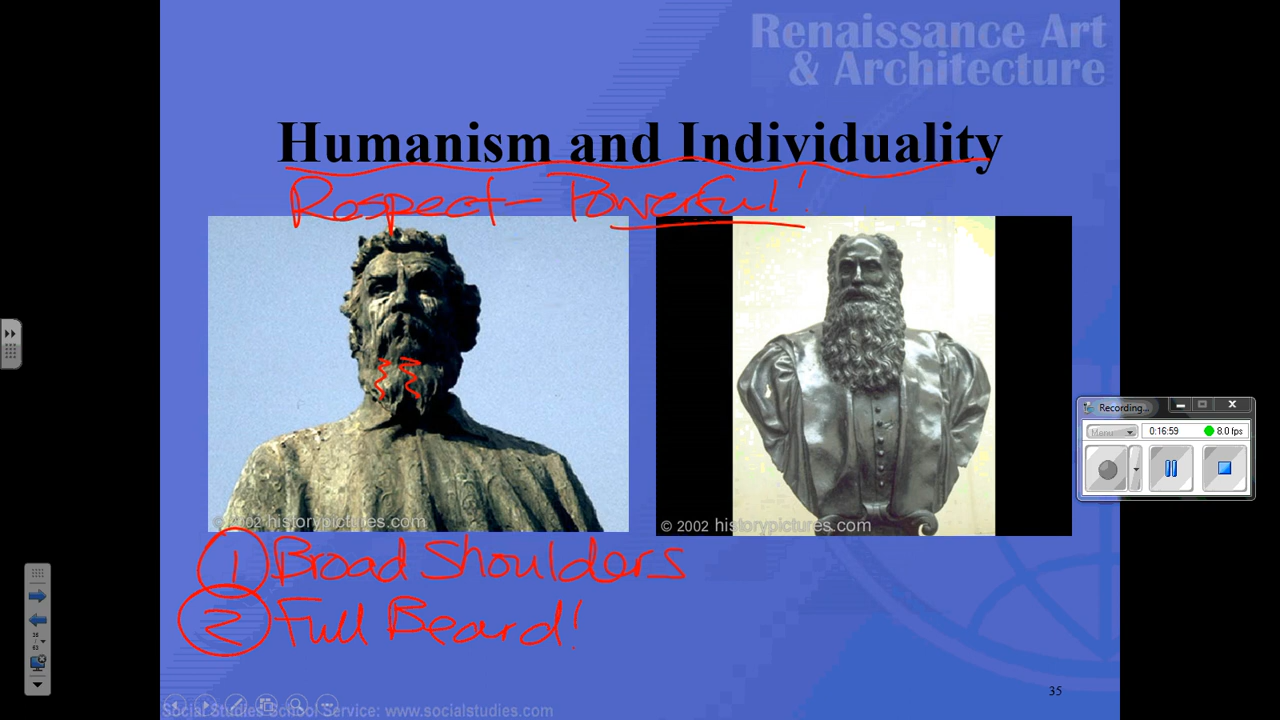 Renaissance Art
& Architecture
Humanism and Individuality
Respect - Powerful!
© 2002 historypictures.com
© 2002 historypictures.com
Recording...
Menu
0:16:59
8.0 fps
1 Broad Shoulders
2 Full Beard!
35
Social Studies School Service: www.socialstudies.com